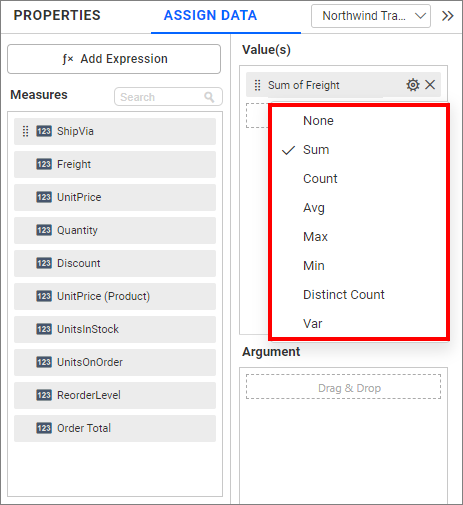 PROPERTIES
ASSIGN DATA
Northwind Tra...
fx Add Expression
Measures
Search
123 ShipVia
123 Freight
123 UnitPrice
123 Quantity
123 Discount
123 UnitPrice (Product)
123 UnitsInStock
123 UnitsOnOrder
123 ReorderLevel
123 Order Total
Value(s)
Sum of Freight
None
Sum
Count
Avg
Max
Min
Distinct Count
Var
Argument
Drag & Drop